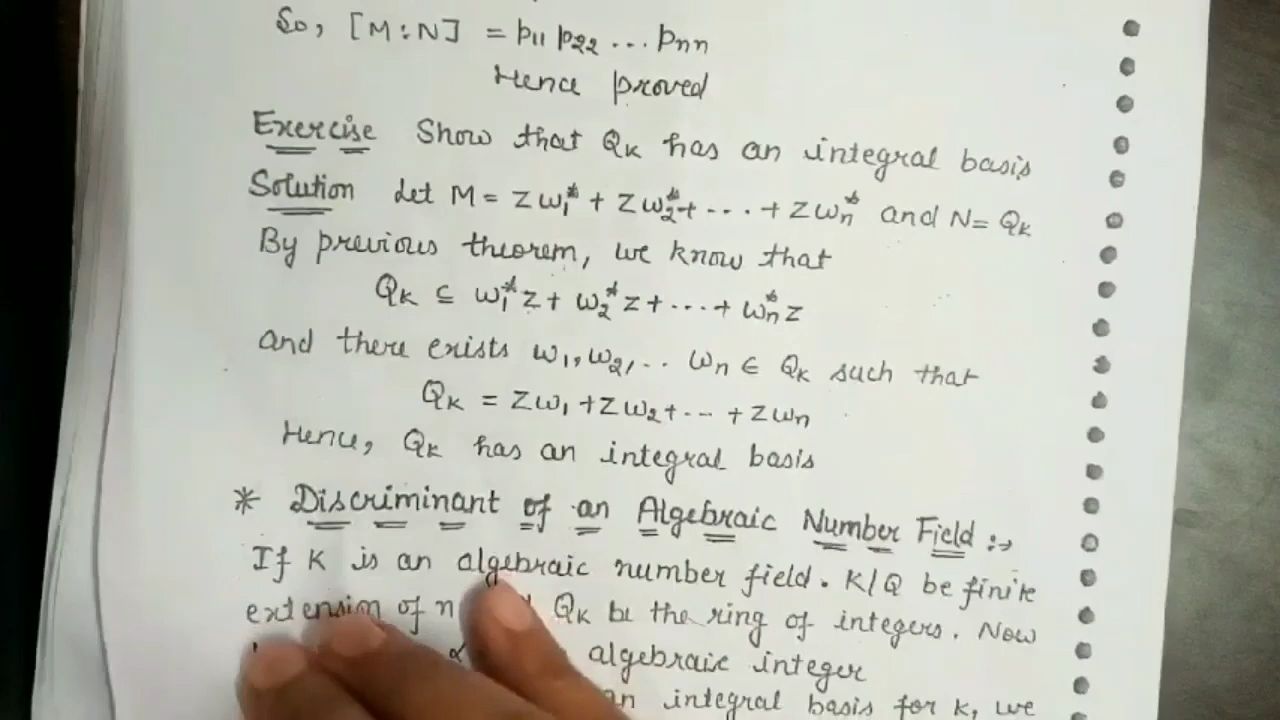 So, [M:N] = p₁₁ p₂₂ ... pₙₙ
Hence proved
Exercise Show that Qₖ has an integral basis
Solution Let M = Zω₁* + Zω₂* + ... + Zωₙ* and N = Qₖ
By previous theorem, we know that
Qₖ ⊆ ω₁*Z + ω₂*Z + ... + ωₙ*Z
and there exists ω₁, ω₂, .. ωₙ ∈ Qₖ such that
Qₖ = Zω₁ + Zω₂ + ... + Zωₙ
Hence, Qₖ has an integral basis
* Discriminant of an Algebraic Number Field :→
If K is an algebraic number field. K/Q be finite
extension of n Qₖ be the ring of integers. Now
α algebraic integer
an integral basis for K, we